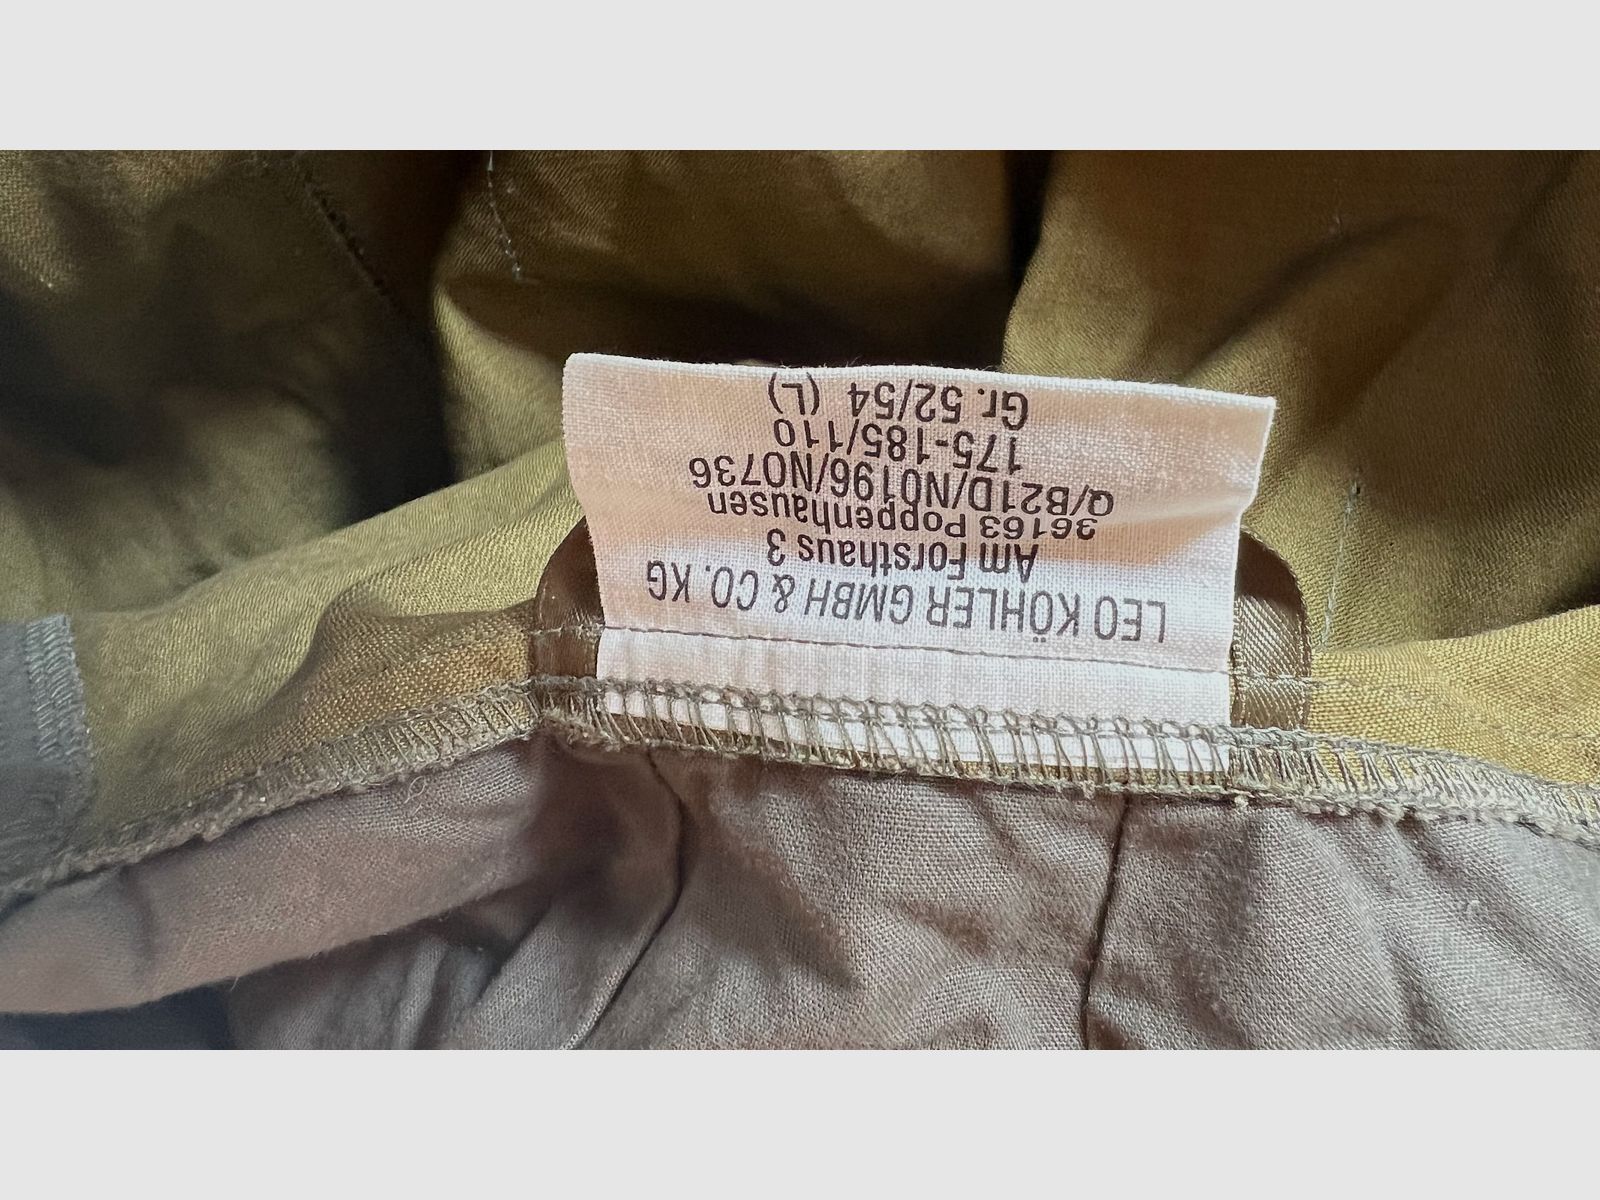 LEO KÖHLER GMBH & CO. KG
Am Forsthaus 3
36163 Poppenhausen
Q/B21D/N0196/N0736
175-185/110
Gr. 52/54 (L)